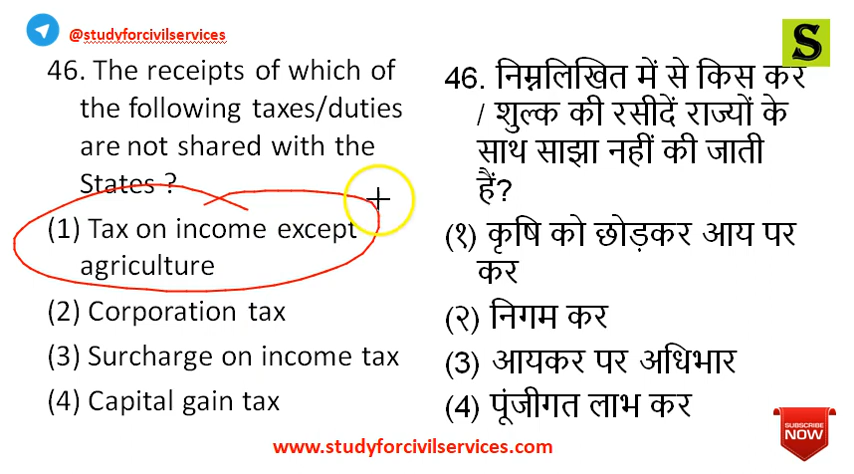 @studyforcivilservices
S
46. The receipts of which of
the following taxes/duties
are not shared with the
States ?
(1) Tax on income except
agriculture
(2) Corporation tax
(3) Surcharge on income tax
(4) Capital gain tax
46. निम्नलिखित में से किस कर
/ शुल्क की रसीदें राज्यों के
साथ साझा नहीं की जाती
हैं?
(१) कृषि को छोड़कर आय पर
कर
(२) निगम कर
(3) आयकर पर अधिभार
(4) पूंजीगत लाभ कर
www.studyforcivilservices.com
SUBSCRIBE
NOW